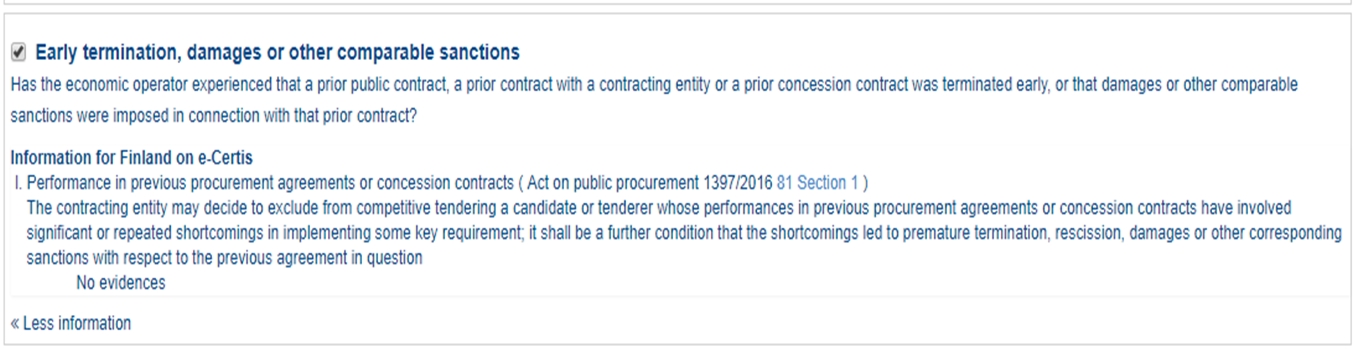 Early termination, damages or other comparable sanctions
Has the economic operator experienced that a prior public contract, a prior contract with a contracting entity or a prior concession contract was terminated early, or that damages or other comparable
sanctions were imposed in connection with that prior contract?
Information for Finland on e-Certis
I. Performance in previous procurement agreements or concession contracts ( Act on public procurement 1397/2016 81 Section 1 )
The contracting entity may decide to exclude from competitive tendering a candidate or tenderer whose performances in previous procurement agreements or concession contracts have involved
significant or repeated shortcomings in implementing some key requirement; it shall be a further condition that the shortcomings led to premature termination, rescission, damages or other corresponding
sanctions with respect to the previous agreement in question
No evidences
« Less information